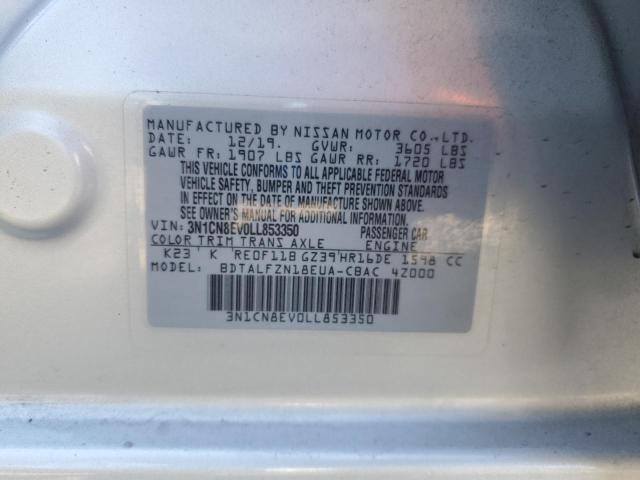 MANUFACTURED BY NISSAN MOTOR CO.,LTD.
DATE: 12/19. GVWR: 3605 LBS
GAWR FR: 1907 LBS GAWR RR: 1720 LBS
THIS VEHICLE CONFORMS TO ALL APPLICABLE FEDERAL MOTOR
VEHICLE SAFETY, BUMPER AND THEFT PREVENTION STANDARDS
IN EFFECT ON THE DATE OF MANUFACTURE SHOWN ABOVE.
SEE OWNER'S MANUAL FOR ADDITIONAL INFORMATION.
VIN: 3N1CN8EV0LL853350 PASSENGER CAR
COLOR TRIM TRANS AXLE ENGINE
K23 ' K RE0F11B GZ39'HR16DE 1598 CC
MODEL: BDTALFZN18EUA-CBAC 4Z000
3N1CN8EV0LL853350